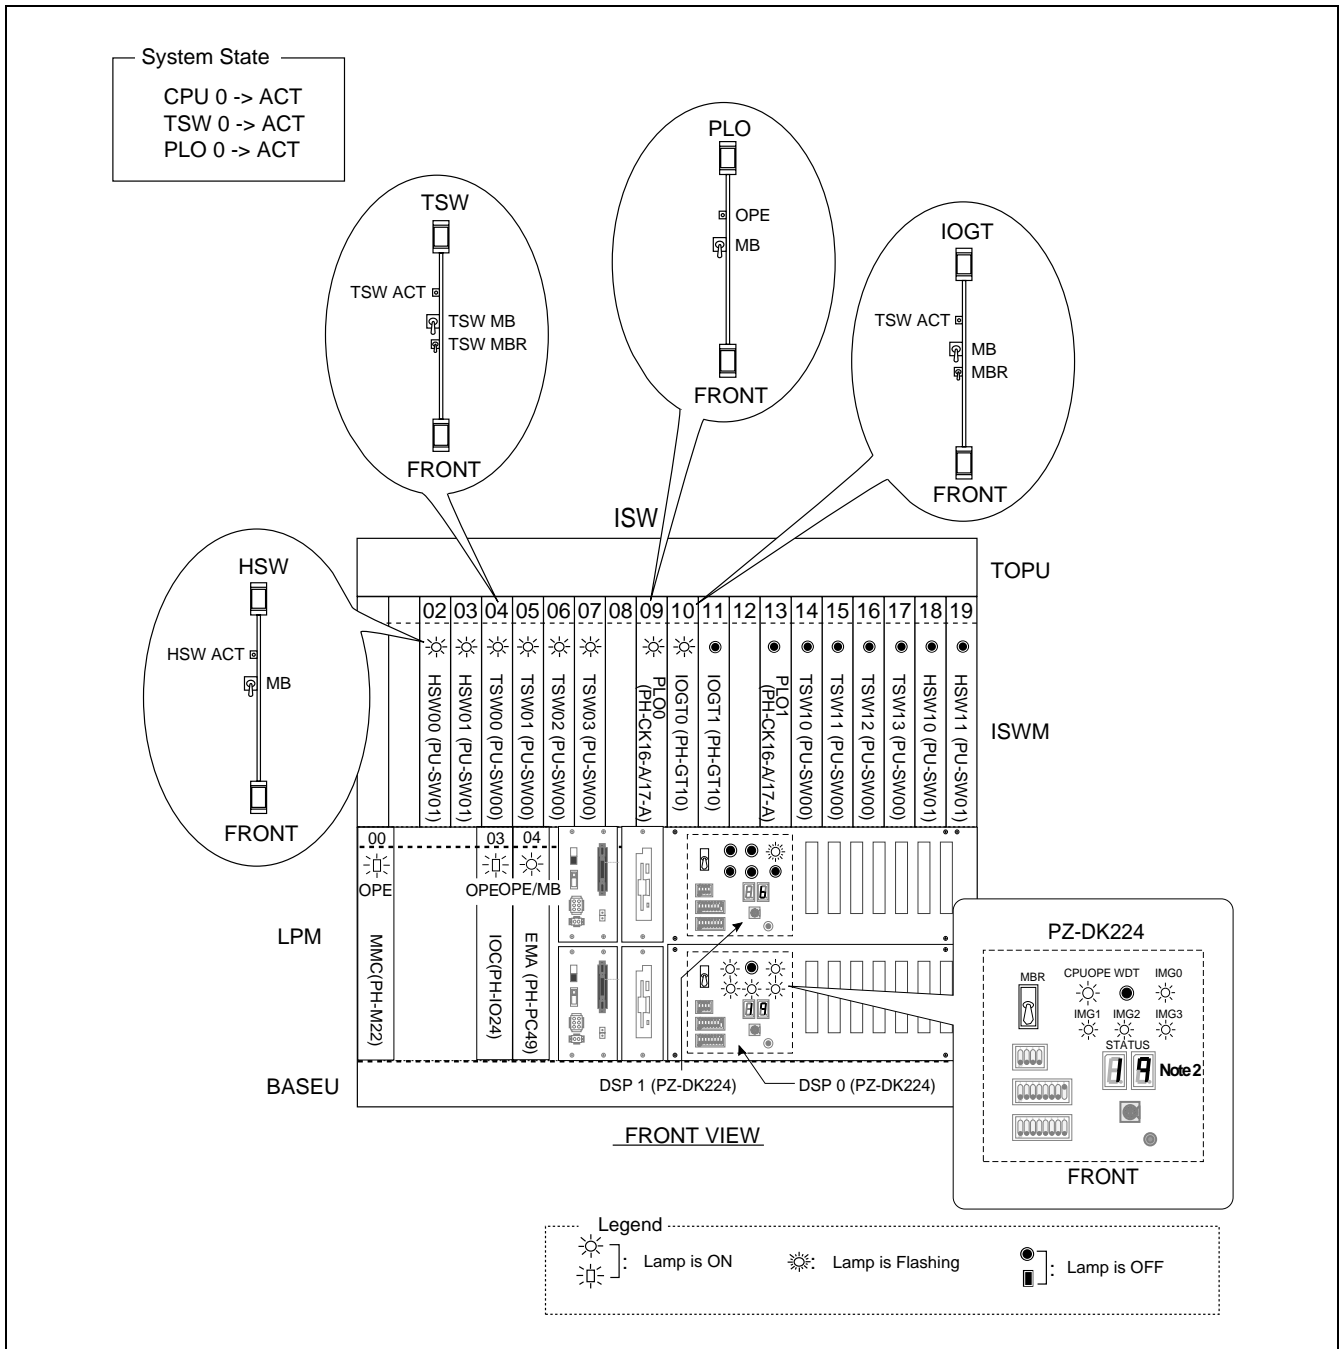 System State
CPU 0 -> ACT
TSW 0 -> ACT
PLO 0 -> ACT
TSW
TSW ACT
TSW MB
TSW MBR
FRONT
PLO
OPE
MB
FRONT
IOGT
TSW ACT
MB
MBR
FRONT
HSW
HSW ACT
MB
FRONT
ISW
TOPU
02 03 04 05 06 07 08 09 10 11 12 13 14 15 16 17 18 19
HSW00 (PU-SW01)
HSW01 (PU-SW01)
TSW00 (PU-SW00)
TSW01 (PU-SW00)
TSW02 (PU-SW00)
TSW03 (PU-SW00)
PLO0
(PH-CK16-A/17-A)
IOGT0 (PH-GT10)
IOGT1 (PH-GT10)
PLO1
(PH-CK16-A/17-A)
TSW10 (PU-SW00)
TSW11 (PU-SW00)
TSW12 (PU-SW00)
TSW13 (PU-SW00)
HSW10 (PU-SW01)
HSW11 (PU-SW01)
ISWM
00
OPE
MMC(PH-M22)
03
OPE
IOC(PH-IO24)
04
OPE/MB
EMA (PH-PC49)
6
19
LPM
BASEU
DSP 1 (PZ-DK224)
DSP 0 (PZ-DK224)
FRONT VIEW
PZ-DK224
MBR
CPUOPE WDT IMG0
IMG1 IMG2 IMG3
STATUS
19 Note 2
FRONT
Legend
: Lamp is ON
: Lamp is Flashing
: Lamp is OFF